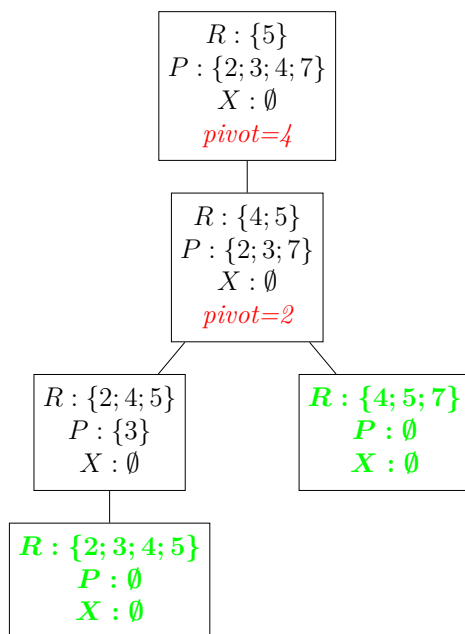 R : {5}
P : {2; 3; 4; 7}
X : ∅
pivot=4
R : {4; 5}
P : {2; 3; 7}
X : ∅
pivot=2
R : {2; 4; 5}
P : {3}
X : ∅
R : {4; 5; 7}
P : ∅
X : ∅
R : {2; 3; 4; 5}
P : ∅
X : ∅